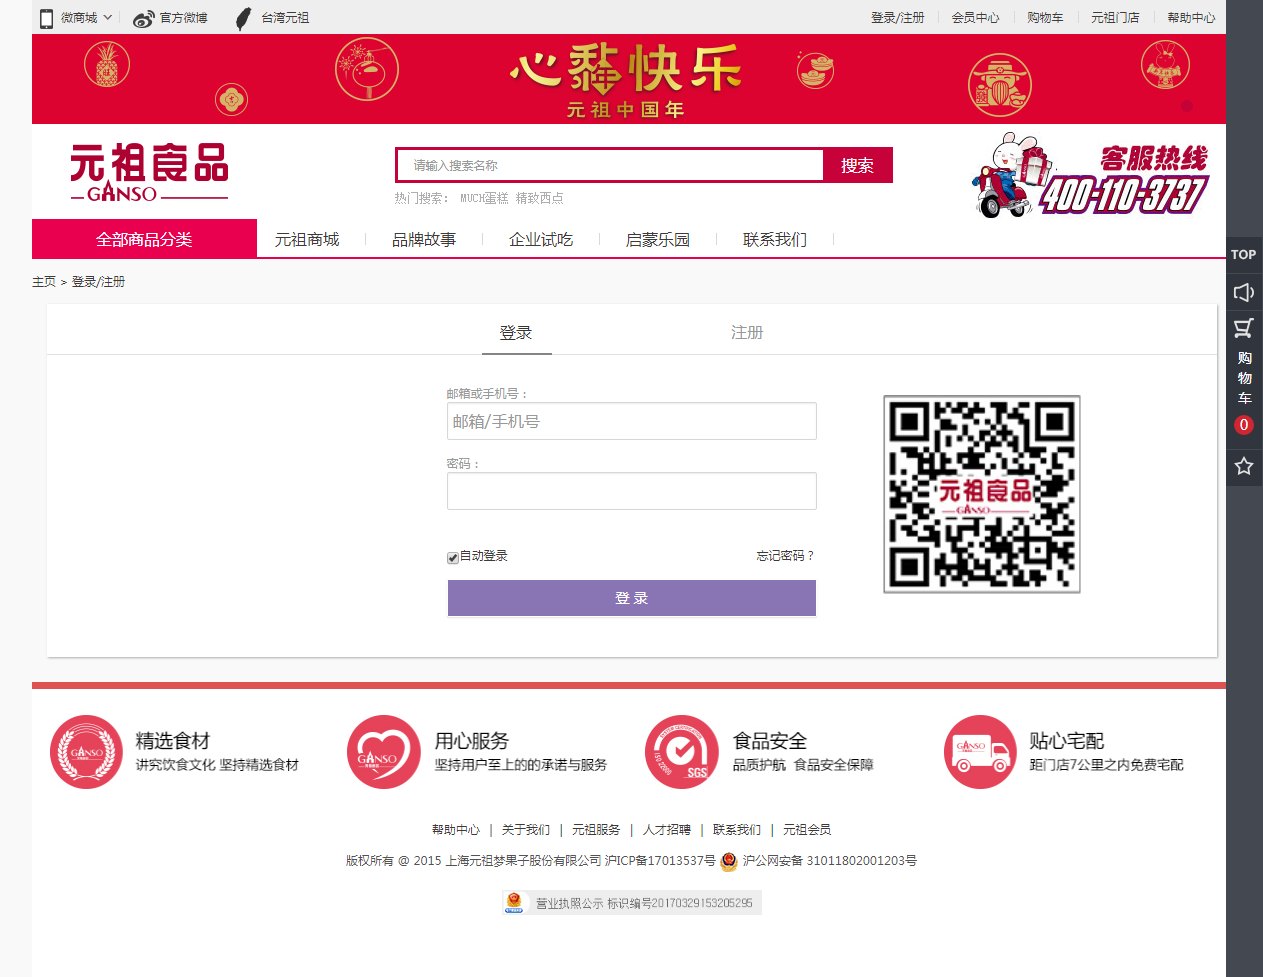 微商城
官方微博
台湾元祖
登录/注册
会员中心
购物车
元祖门店
帮助中心
心黏快乐
元祖中国年
元祖食品
GANSO
请输入搜索名称
搜索
热门搜索: MUCH蛋糕 精致西点
客服热线
400-110-3737
全部商品分类
元祖商城
品牌故事
企业试吃
启蒙乐园
联系我们
TOP
主页 > 登录/注册
登录
注册
购物车
0
邮箱或手机号：
邮箱/手机号
密码：
元祖食品
GANSO
自动登录
忘记密码？
登 录
GANSO
精选食材
讲究饮食文化 坚持精选食材
GANSO
用心服务
坚持用户至上的的承诺与服务
ISO 22000
SGS
食品安全
品质护航 食品安全保障
GANSO
贴心宅配
距门店7公里之内免费宅配
帮助中心 | 关于我们 | 元祖服务 | 人才招聘 | 联系我们 | 元祖会员
版权所有 @ 2015 上海元祖梦果子股份有限公司 沪ICP备17013537号 沪公网安备 31011802001203号
营业执照公示 标识编号20170329153205295